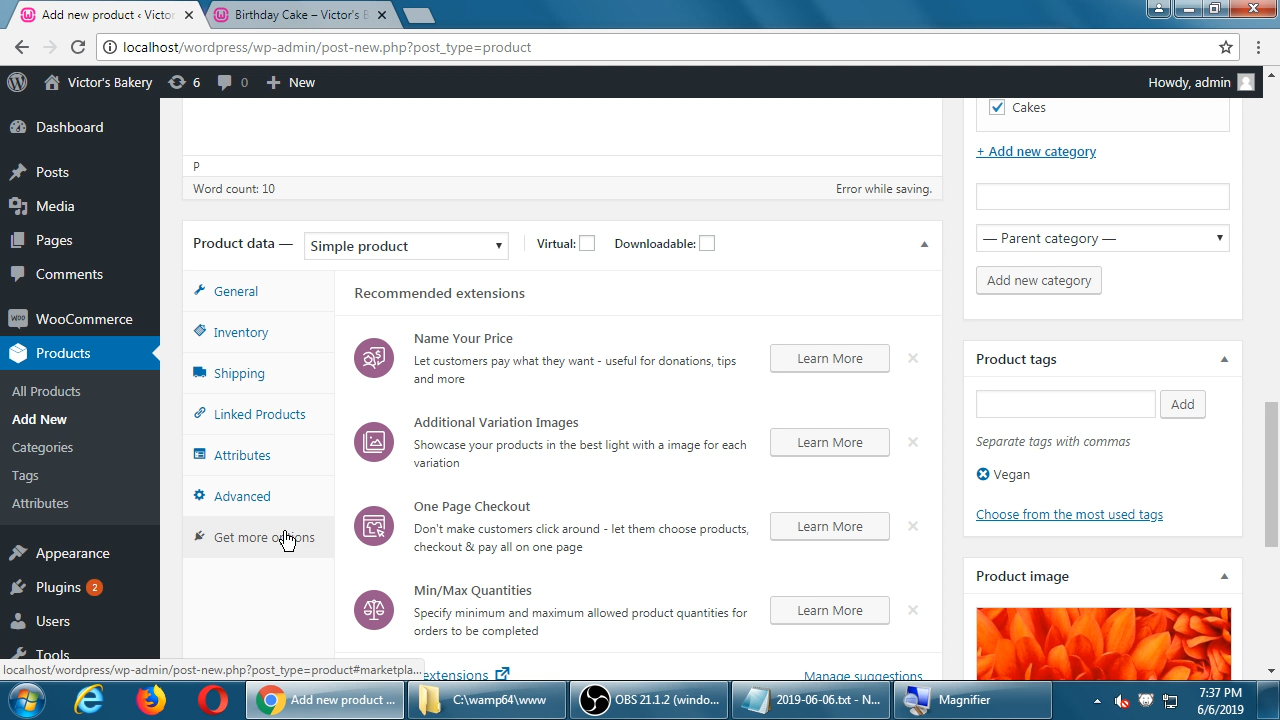 Add new product ‹ Victor
Birthday Cake – Victor's B
localhost/wordpress/wp-admin/post-new.php?post_type=product
Victor's Bakery
6
0
New
Howdy, admin
Dashboard
Posts
Media
Pages
Comments
WooCommerce
Products
All Products
Add New
Categories
Tags
Attributes
Appearance
Plugins 2
Users
Tools
P
Word count: 10
Error while saving.
Product data —
Simple product
Virtual:
Downloadable:
General
Inventory
Shipping
Linked Products
Attributes
Advanced
Get more options
Recommended extensions
Name Your Price
Let customers pay what they want - useful for donations, tips
and more
Learn More
Additional Variation Images
Showcase your products in the best light with a image for each
variation
Learn More
One Page Checkout
Don't make customers click around - let them choose products,
checkout & pay all on one page
Learn More
Min/Max Quantities
Specify minimum and maximum allowed product quantities for
orders to be completed
Learn More
extensions
Manage suggestions
Cakes
+ Add new category
— Parent category —
Add new category
Product tags
Add
Separate tags with commas
Vegan
Choose from the most used tags
Product image
localhost/wordpress/wp-admin/post-new.php?post_type=product#marketpla...
Add new product ...
C:\wamp64\www
OBS 21.1.2 (windo...
2019-06-06.txt - N...
Magnifier
7:37 PM
6/6/2019